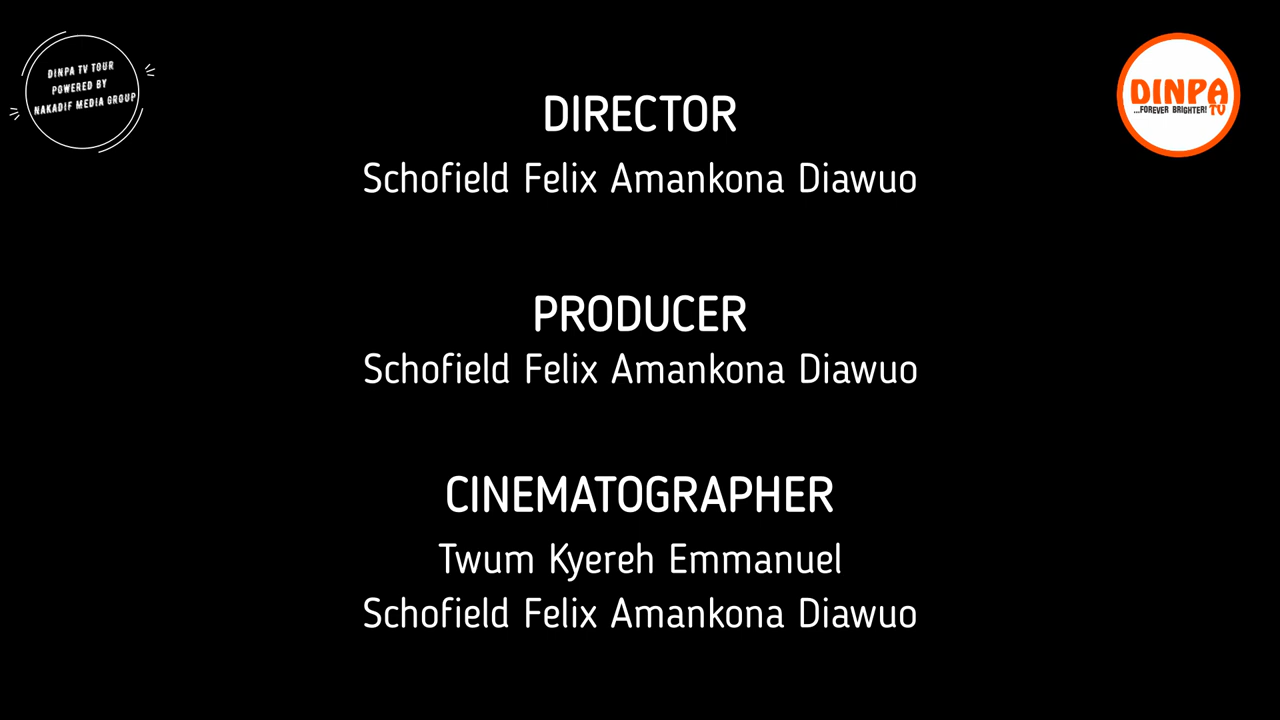 DINPA TV TOUR
POWERED BY
NAKADIF MEDIA GROUP
DINPA
...FOREVER BRIGHTER! TV
DIRECTOR
Schofield Felix Amankona Diawuo
PRODUCER
Schofield Felix Amankona Diawuo
CINEMATOGRAPHER
Twum Kyereh Emmanuel
Schofield Felix Amankona Diawuo